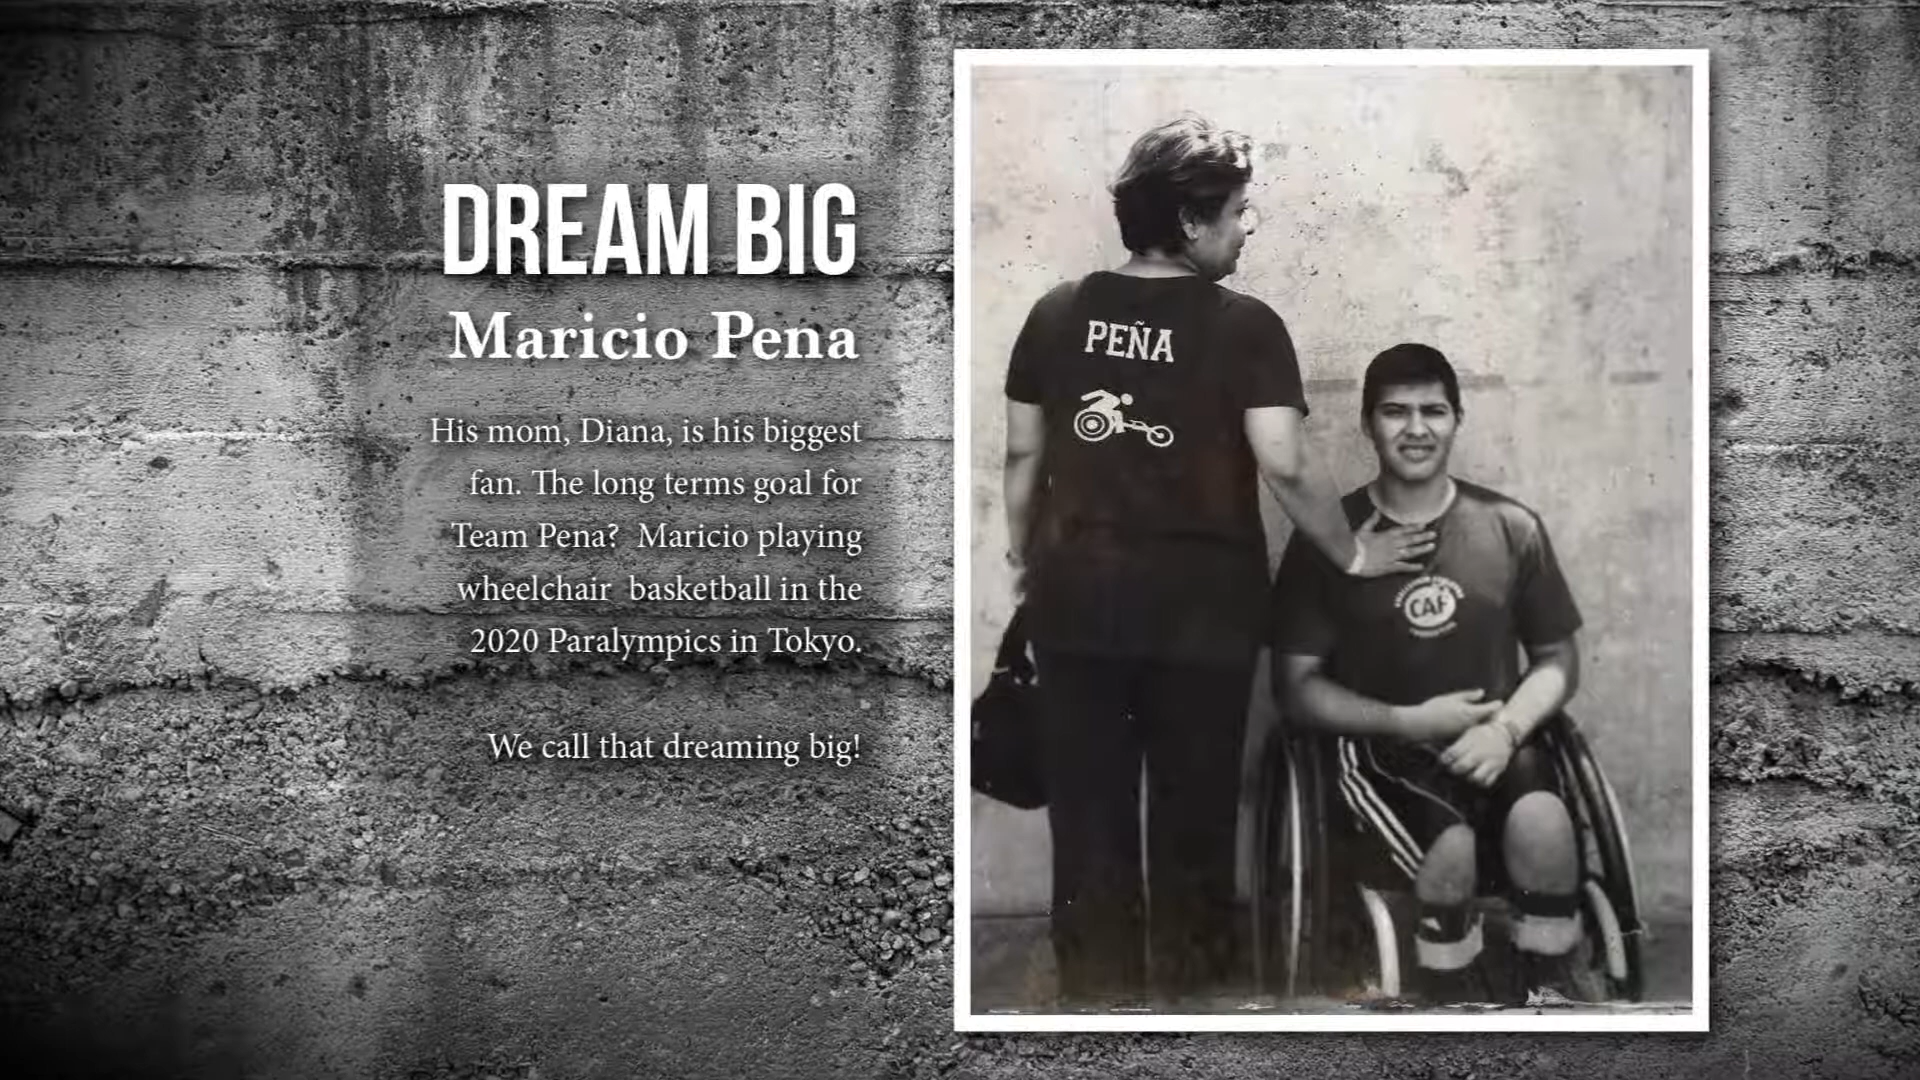 DREAM BIG
Maricio Pena
His mom, Diana, is his biggest
fan. The long terms goal for
Team Pena?  Maricio playing
wheelchair  basketball in the
2020 Paralympics in Tokyo.
We call that dreaming big!
PEÑA
CAF